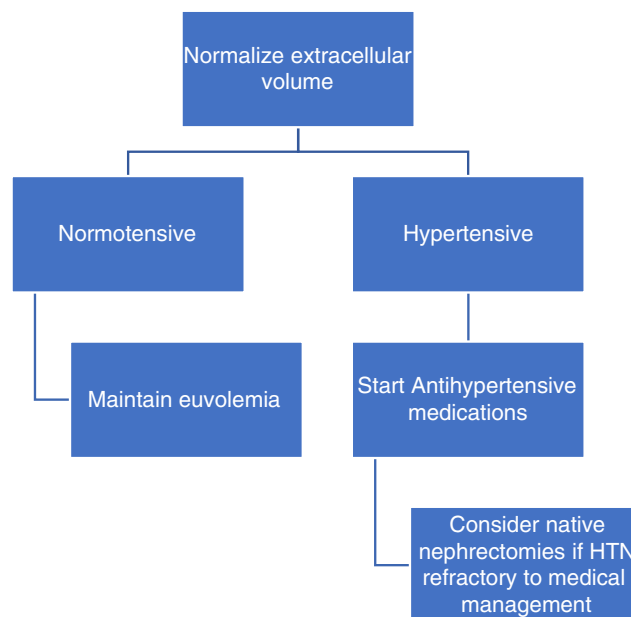 Normalize extracellular
volume
Normotensive
Hypertensive
Maintain euvolemia
Start Antihypertensive
medications
Consider native
nephrectomies if HTN
refractory to medical
management